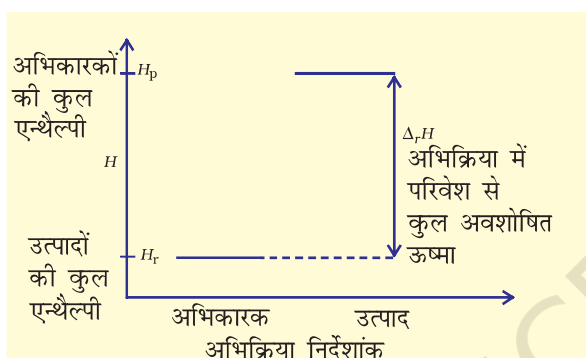 अभिकारकों
की कुल
एन्थैल्पी
Hp
H
ΔrH
अभिक्रिया में
परिवेश से
कुल अवशोषित
ऊष्मा
उत्पादों
की कुल
एन्थैल्पी
Hr
अभिकारक
उत्पाद
अभिक्रिया निर्देशांक